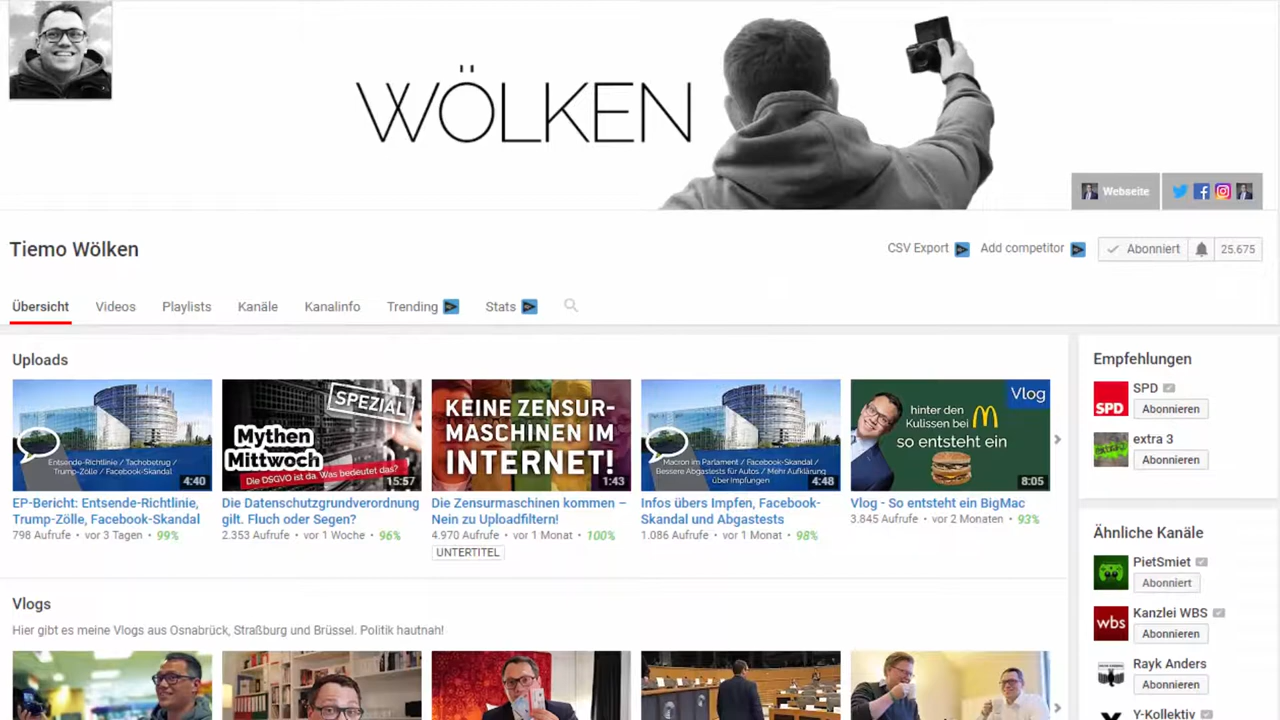 WÖLKEN
Webseite
Tiemo Wölken
CSV Export
Add competitor
Abonniert
25.675
Übersicht
Videos
Playlists
Kanäle
Kanalinfo
Trending
Stats
Uploads
Entsende-Richtlinie / Tachobetrug /
Trump-Zölle / Facebook-Skandal
4:40
EP-Bericht: Entsende-Richtlinie,
Trump-Zölle, Facebook-Skandal
798 Aufrufe • vor 3 Tagen • 99%
SPEZIAL
Mythen
Mittwoch
Die DSGVO ist da. Was bedeutet das?
15:57
Die Datenschutzgrundverordnung
gilt. Fluch oder Segen?
2.353 Aufrufe • vor 1 Woche • 96%
KEINE ZENSUR-
MASCHINEN IM
INTERNET!
1:43
Die Zensurmaschinen kommen –
Nein zu Uploadfiltern!
4.970 Aufrufe • vor 1 Monat • 100%
UNTERTITEL
Macron im Parlament / Facebook-Skandal /
Bessere Abgastests für Autos / Mehr Aufklärung
über Impfungen
4:48
Infos übers Impfen, Facebook-
Skandal und Abgastests
1.086 Aufrufe • vor 1 Monat • 98%
Vlog
hinter den
Kulissen bei
so entsteht ein
8:05
Vlog - So entsteht ein BigMac
3.845 Aufrufe • vor 2 Monaten • 93%
Vlogs
Hier gibt es meine Vlogs aus Osnabrück, Straßburg und Brüssel. Politik hautnah!
Empfehlungen
SPD
SPD
Abonnieren
extra 3
Abonnieren
Ähnliche Kanäle
PietSmiet
Abonniert
wbs
Kanzlei WBS
Abonnieren
Rayk Anders
Abonnieren
Y-Kollektiv